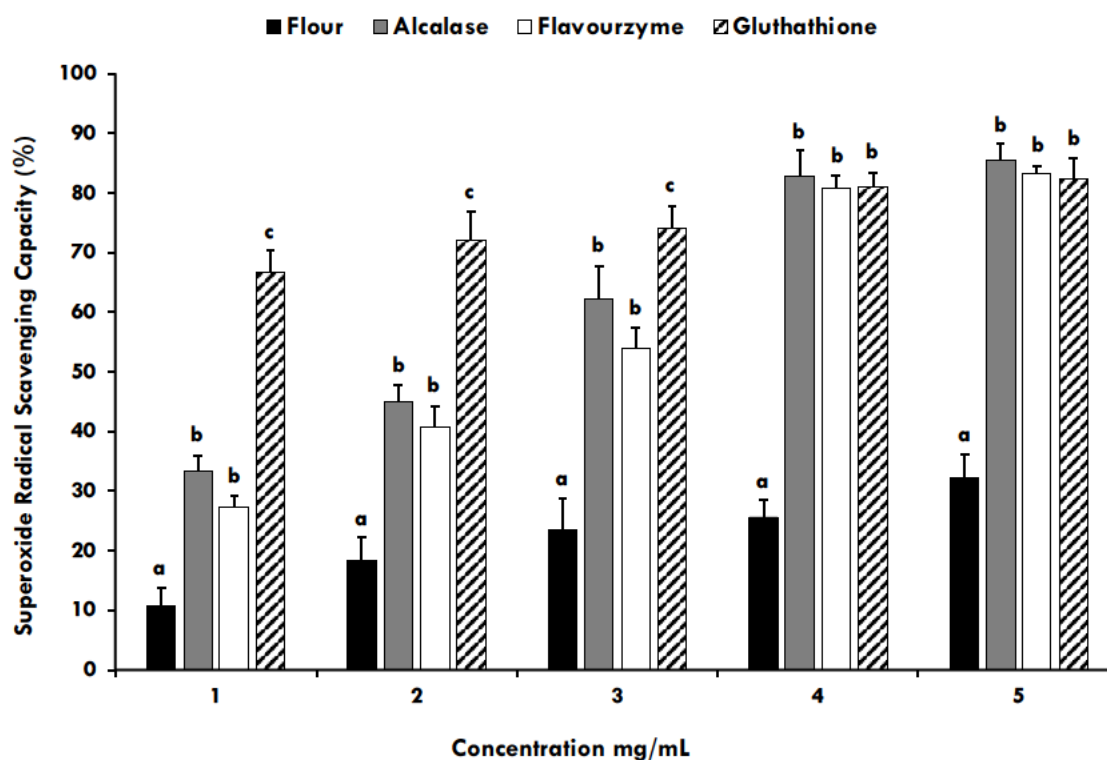 Flour Alcalase Flavourzyme Gluthathione
Superoxide Radical Scavenging Capacity (%)
100
90
80
70
60
50
40
30
20
10
0
a b b c
a b b c
a b b c
a b b b
a b b b
1 2 3 4 5
Concentration mg/mL